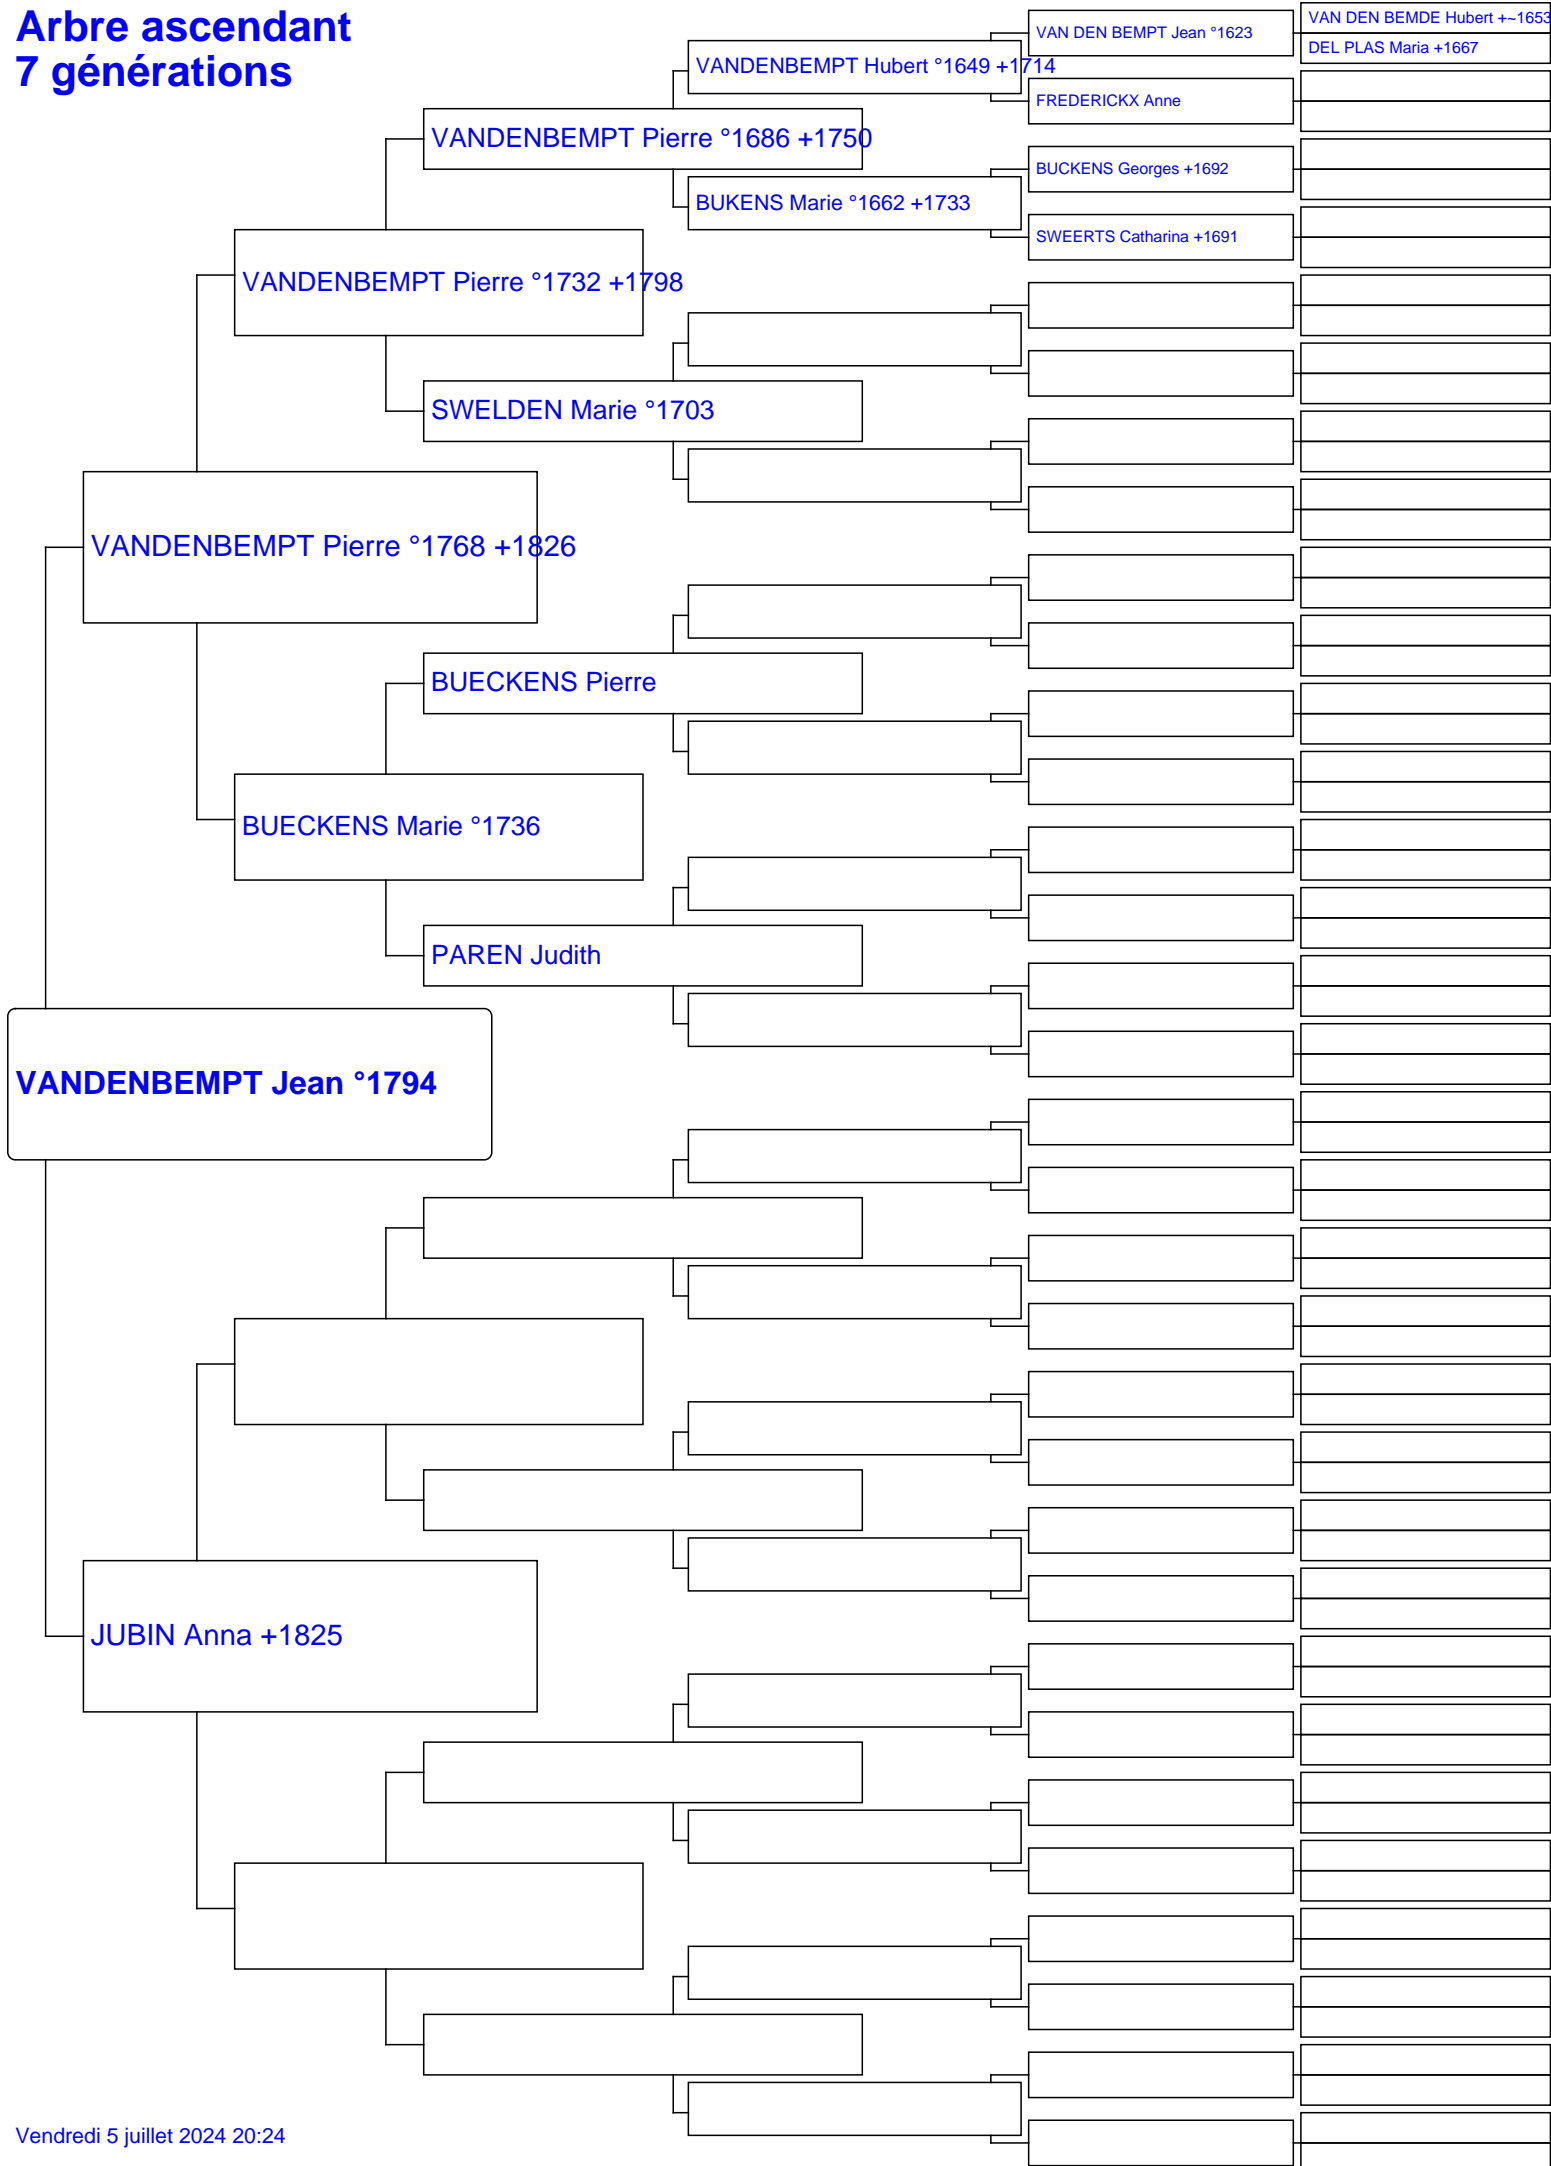 Arbre ascendant
7 générations
VAN DEN BEMDE Hubert +~1653
VAN DEN BEMPT Jean °1623
DEL PLAS Maria +1667
VANDENBEMPT Hubert °1649 +1714
FREDERICKX Anne
VANDENBEMPT Pierre °1686 +1750
BUCKENS Georges +1692
BUKENS Marie °1662 +1733
SWEERTS Catharina +1691
VANDENBEMPT Pierre °1732 +1798
SWELDEN Marie °1703
VANDENBEMPT Pierre °1768 +1826
BUECKENS Pierre
BUECKENS Marie °1736
PAREN Judith
VANDENBEMPT Jean °1794
JUBIN Anna +1825
Vendredi 5 juillet 2024 20:24